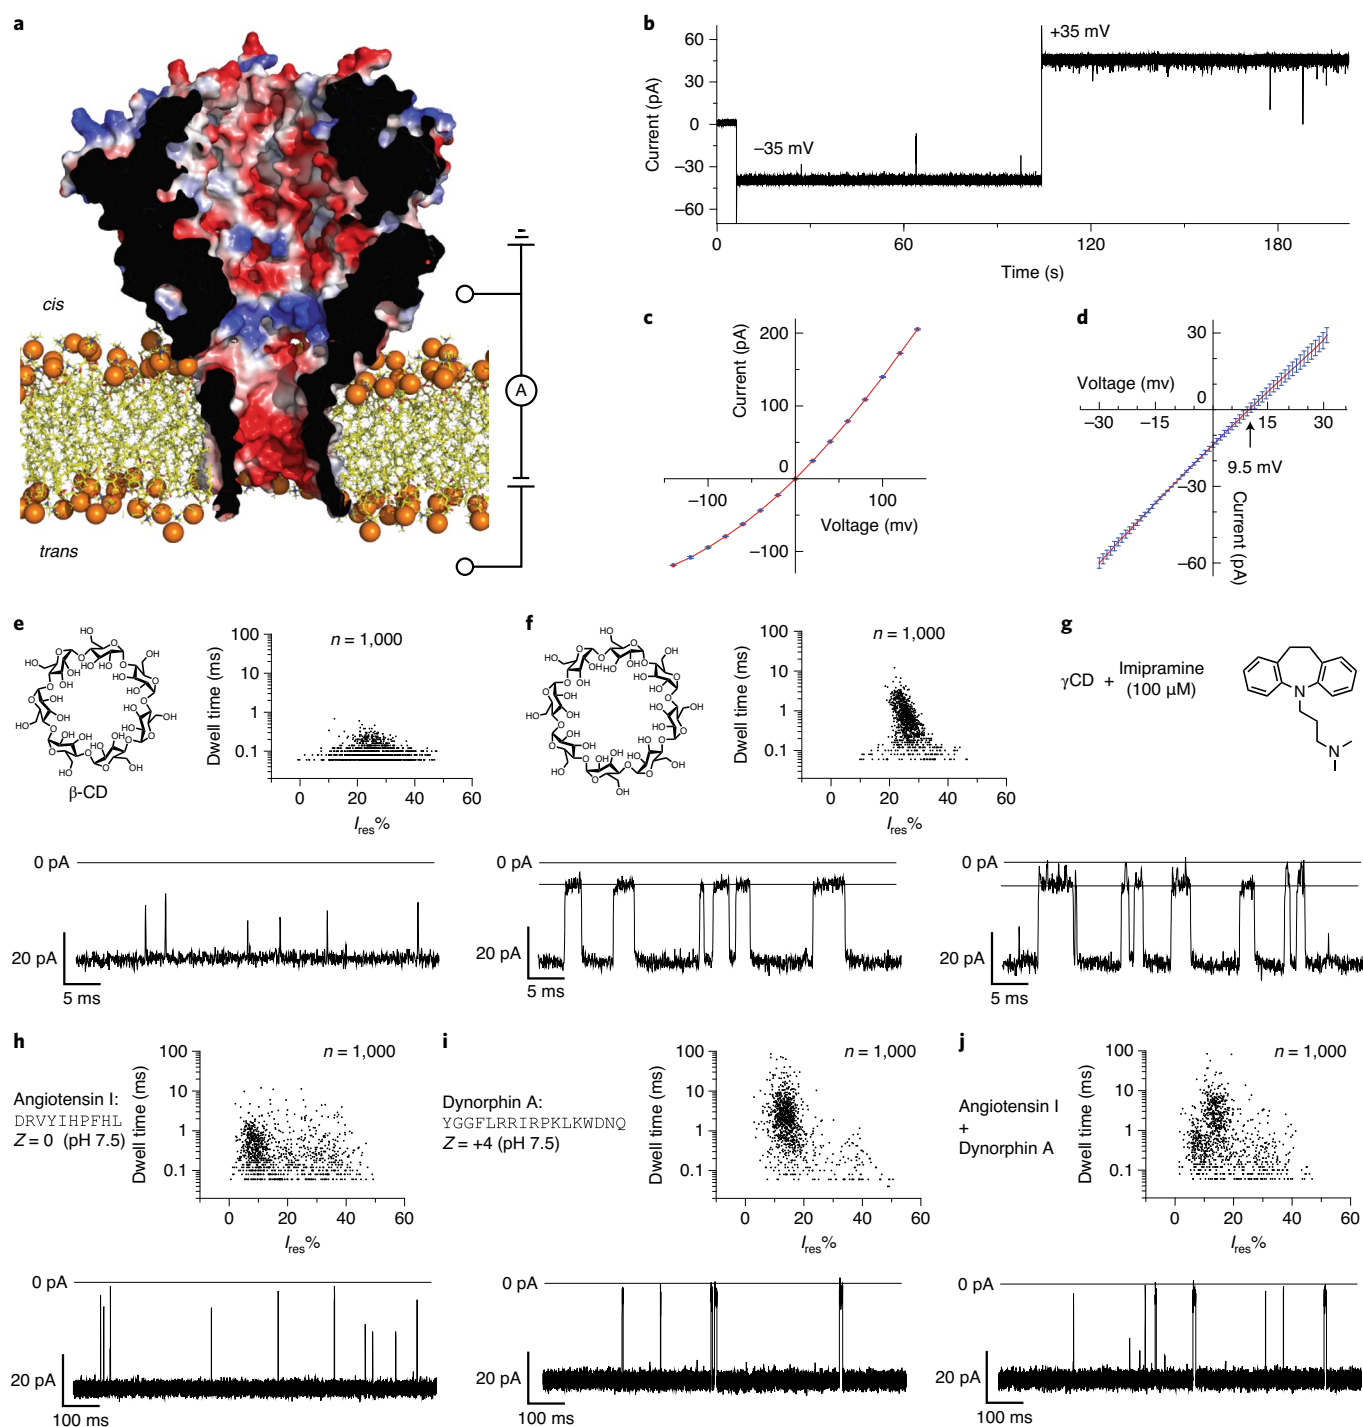 a
cis
trans
A
b
Current (pA)
60
30
0
−30
−60
−35 mV
+35 mV
0
60
120
180
Time (s)
c
Current (pA)
200
100
0
−100
−100
100
Voltage (mv)
d
30
Voltage (mv)
0
−30
−15
15
30
9.5 mV
−30
−60
Current (pA)
e
HO
OH
β-CD
Dwell time (ms)
n = 1,000
100
10
1
0.1
0
20
40
60
Ires%
0 pA
20 pA
5 ms
f
HO
OH
Dwell time (ms)
n = 1,000
100
10
1
0.1
0
20
40
60
Ires%
0 pA
20 pA
5 ms
g
γCD + Imipramine
(100 μM)
N
N
0 pA
20 pA
5 ms
h
Angiotensin I:
DRVYIHPFHL
Z = 0 (pH 7.5)
Dwell time (ms)
n = 1,000
100
10
1
0.1
0
20
40
60
Ires%
0 pA
20 pA
100 ms
i
Dynorphin A:
YGGFLRRIRPKLKWDNQ
Z = +4 (pH 7.5)
Dwell time (ms)
n = 1,000
100
10
1
0.1
0
20
40
60
Ires%
0 pA
20 pA
100 ms
j
Angiotensin I
+
Dynorphin A
Dwell time (ms)
n = 1,000
100
10
1
0.1
0
20
40
60
Ires%
0 pA
20 pA
100 ms